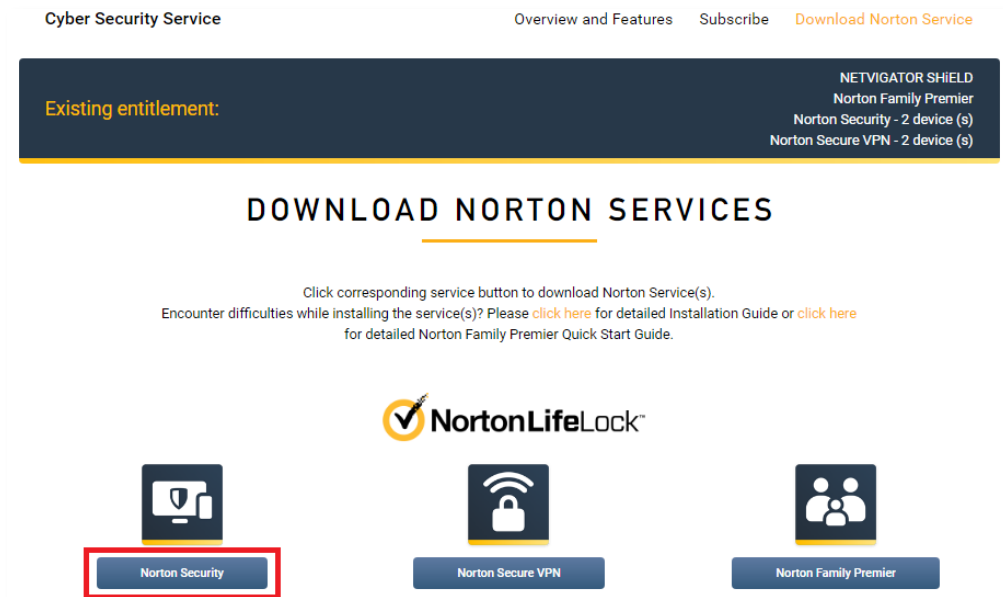 Cyber Security Service
Overview and Features Subscribe Download Norton Service
Existing entitlement:
NETVIGATOR SHiELD
Norton Family Premier
Norton Security - 2 device (s)
Norton Secure VPN - 2 device (s)
DOWNLOAD NORTON SERVICES
Click corresponding service button to download Norton Service(s).
Encounter difficulties while installing the service(s)? Please click here for detailed Installation Guide or click here
for detailed Norton Family Premier Quick Start Guide.
NortonLifeLock™
Norton Security
Norton Secure VPN
Norton Family Premier